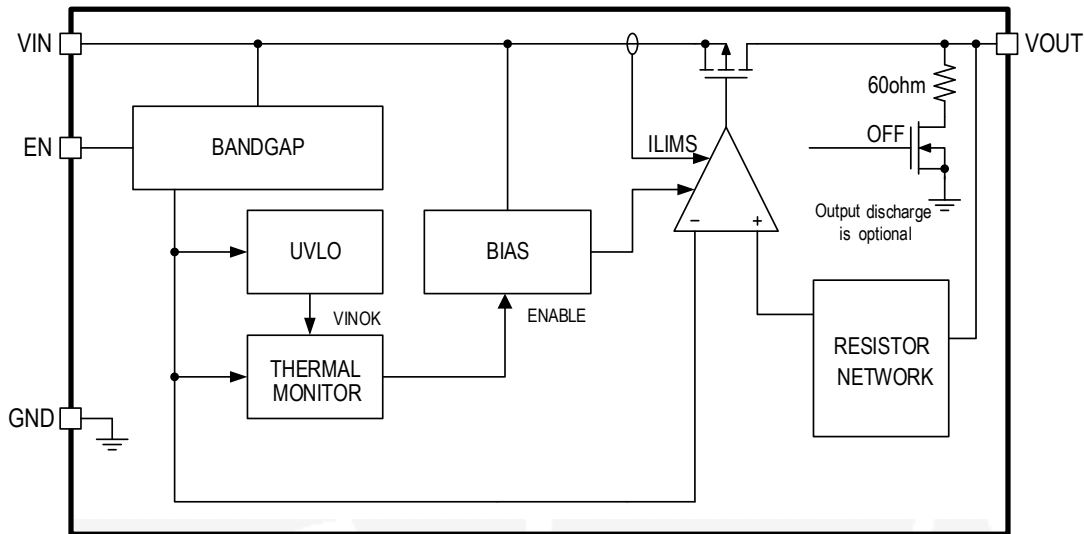 VIN
VOUT
60ohm
EN
BANDGAP
ILIMS
OFF
−
+
Output discharge
is optional
UVLO
BIAS
VINOK
ENABLE
THERMAL
MONITOR
RESISTOR
NETWORK
GND